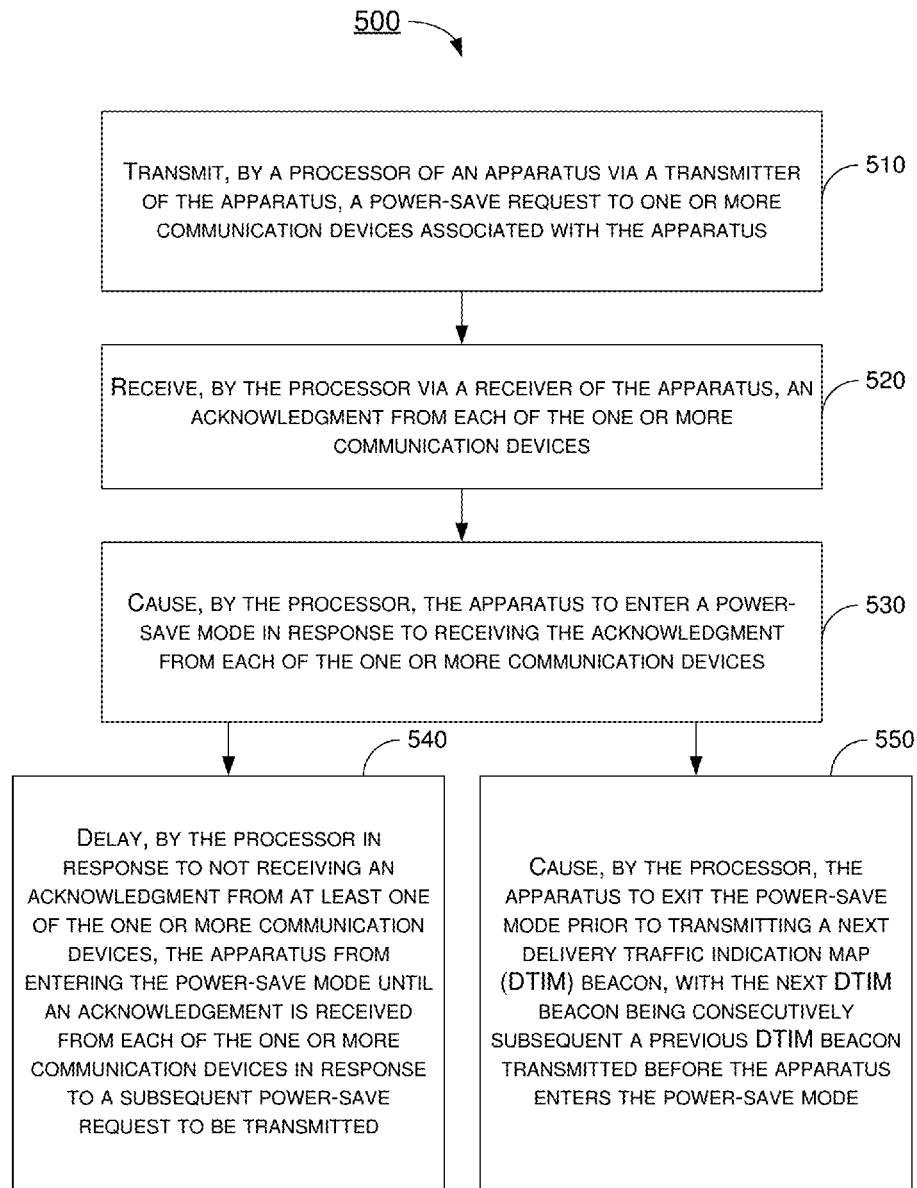 500
TRANSMIT, BY A PROCESSOR OF AN APPARATUS VIA A TRANSMITTER
OF THE APPARATUS, A POWER-SAVE REQUEST TO ONE OR MORE
COMMUNICATION DEVICES ASSOCIATED WITH THE APPARATUS
510
RECEIVE, BY THE PROCESSOR VIA A RECEIVER OF THE APPARATUS, AN
ACKNOWLEDGMENT FROM EACH OF THE ONE OR MORE
COMMUNICATION DEVICES
520
CAUSE, BY THE PROCESSOR, THE APPARATUS TO ENTER A POWER-
SAVE MODE IN RESPONSE TO RECEIVING THE ACKNOWLEDGMENT
FROM EACH OF THE ONE OR MORE COMMUNICATION DEVICES
530
540
DELAY, BY THE PROCESSOR IN
RESPONSE TO NOT RECEIVING AN
ACKNOWLEDGMENT FROM AT LEAST ONE
OF THE ONE OR MORE COMMUNICATION
DEVICES, THE APPARATUS FROM
ENTERING THE POWER-SAVE MODE UNTIL
AN ACKNOWLEDGEMENT IS RECEIVED
FROM EACH OF THE ONE OR MORE
COMMUNICATION DEVICES IN RESPONSE
TO A SUBSEQUENT POWER-SAVE
REQUEST TO BE TRANSMITTED
550
CAUSE, BY THE PROCESSOR, THE
APPARATUS TO EXIT THE POWER-SAVE
MODE PRIOR TO TRANSMITTING A NEXT
DELIVERY TRAFFIC INDICATION MAP
(DTIM) BEACON, WITH THE NEXT DTIM
BEACON BEING CONSECUTIVELY
SUBSEQUENT A PREVIOUS DTIM BEACON
TRANSMITTED BEFORE THE APPARATUS
ENTERS THE POWER-SAVE MODE